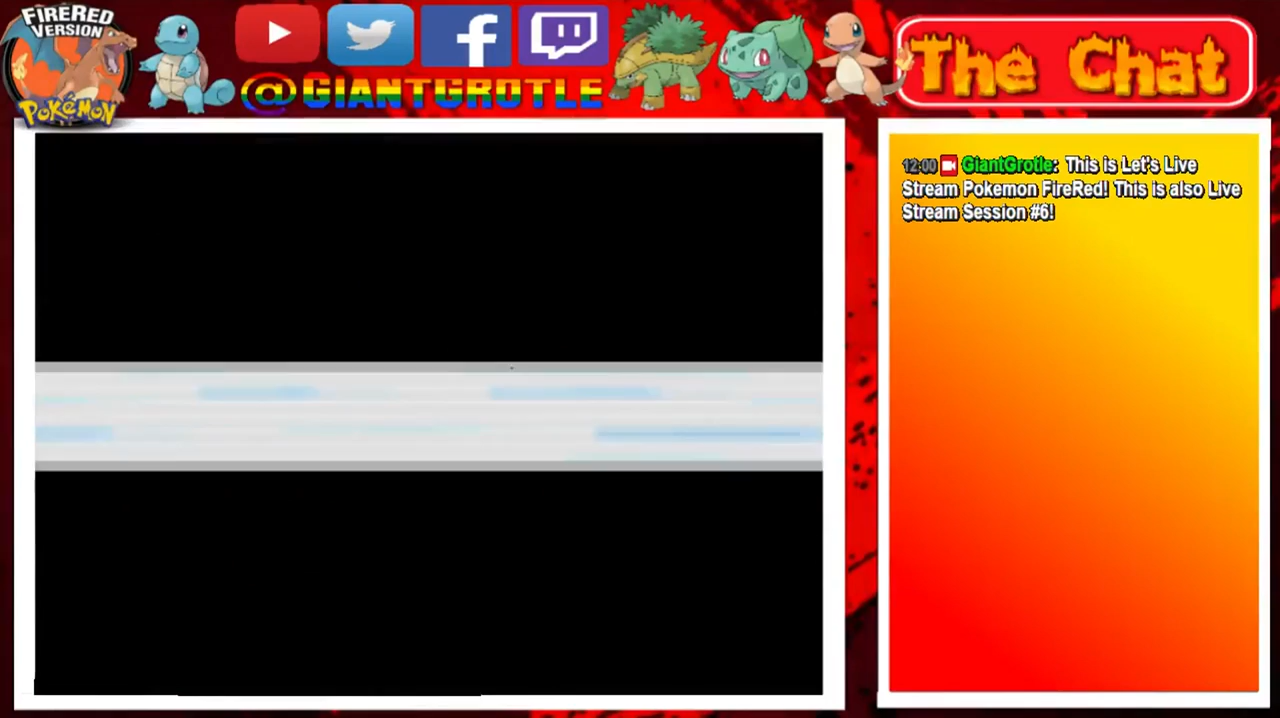 FIRERED
VERSION
POKéMON
@GIANTGROTLE
The Chat
12:00 GiantGrotle: This is Let's Live
Stream Pokemon FireRed! This is also Live
Stream Session #6!